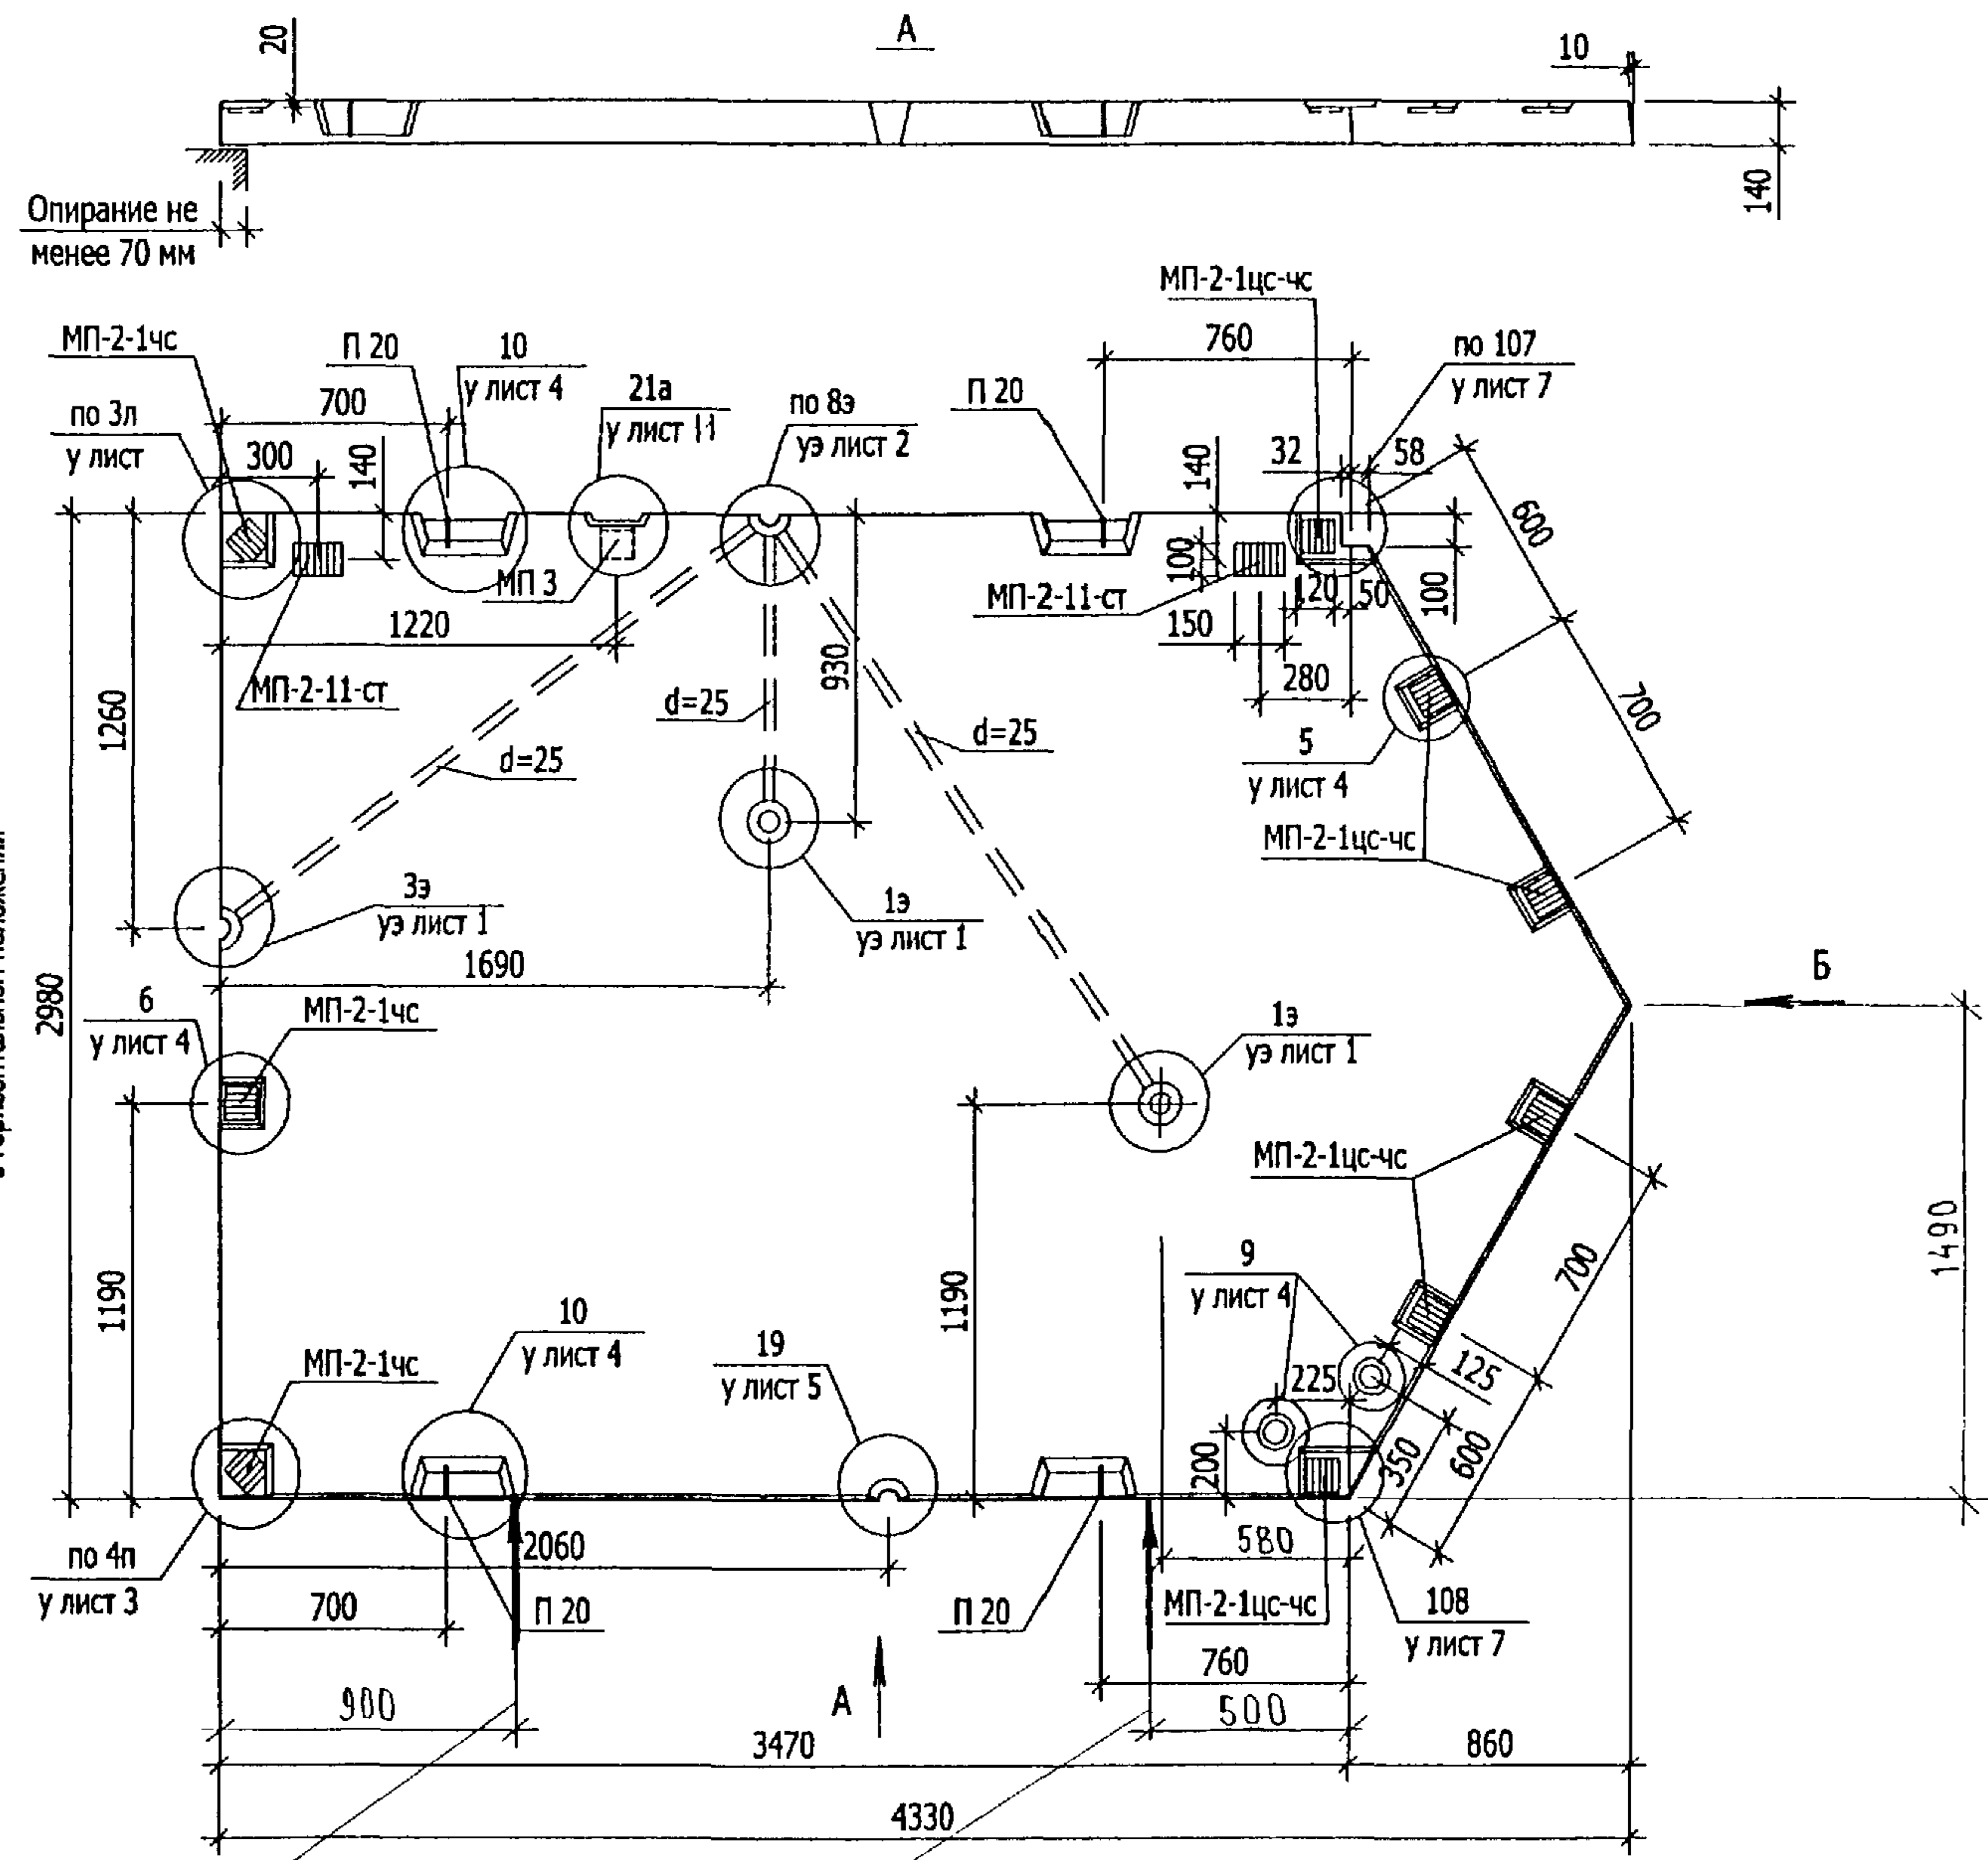 А
20
10
140
Опирание не
менее 70 мм
МП-2-1цс-чс
МП-2-1чс
П 20
10
у лист 4
760
по 107
у лист 7
700
21а
у лист 11
по 8э
уэ лист 2
П 20
по 3л
у лист
300
140
140
32
58
600
МП 3
100
МП-2-11-ст
120
50
100
1220
150
930
280
700
МП-2-11-ст
1260
d=25
d=25
d=25
5
у лист 4
МП-2-1цс-чс
3э
уэ лист 1
1э
уэ лист 1
1690
2980
Б
6
у лист 4
МП-2-1чс
1э
уэ лист 1
МП-2-1цс-чс
1490
700
9
у лист 4
1190
1190
10
у лист 4
19
у лист 5
МП-2-1чс
225
125
200
350
600
2060
580
по 4п
у лист 3
700
П 20
П 20
МП-2-1цс-чс
108
у лист 7
760
900
А
500
3470
860
4330